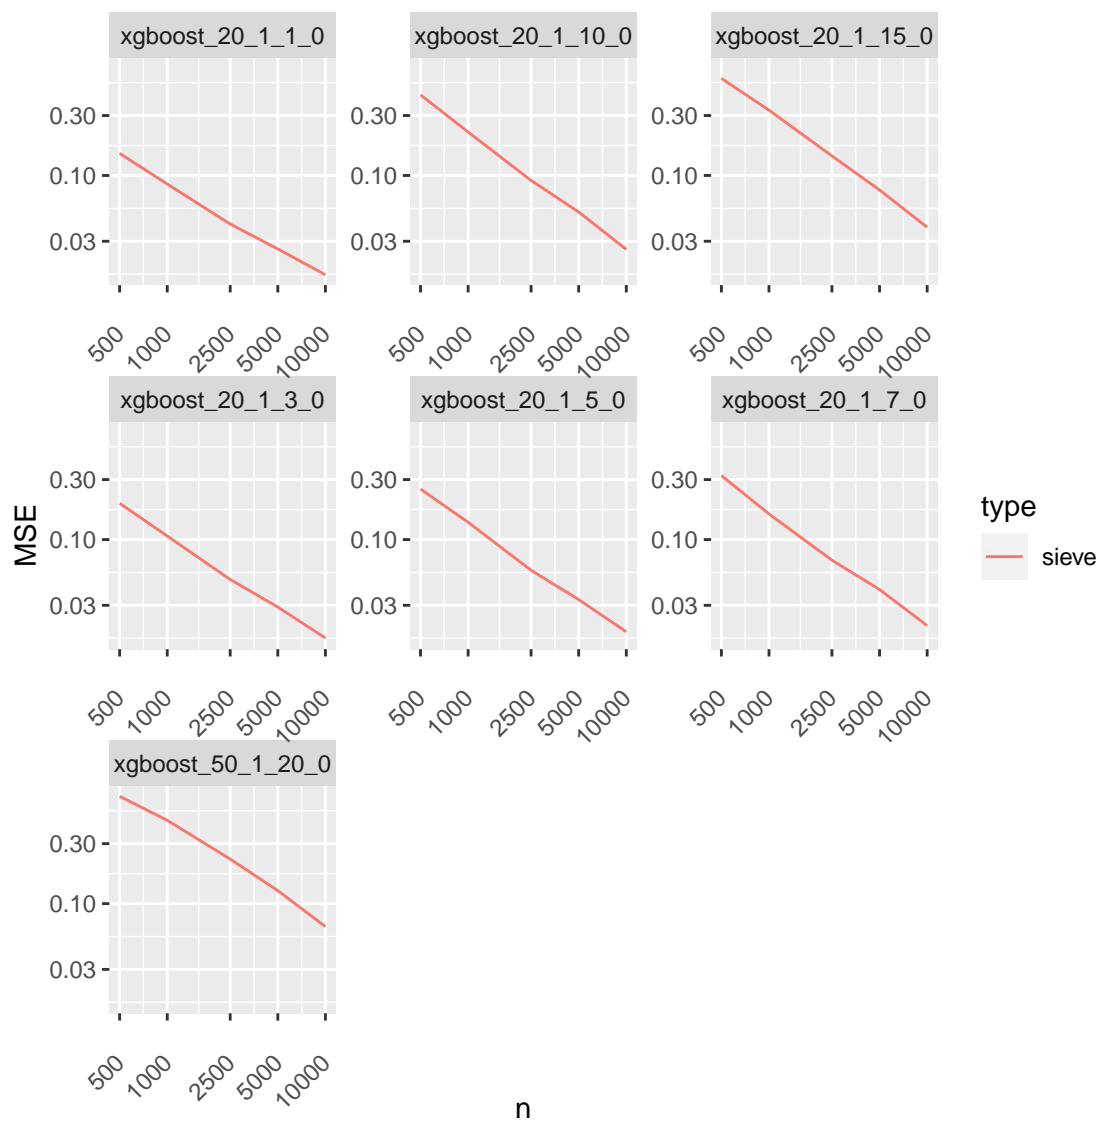 xgboost_20_1_1_0 xgboost_20_1_10_0 xgboost_20_1_15_0
0.30 0.30 0.30
0.10 0.10 0.10
0.03 0.03 0.03
500 1000 2500 5000 10000 500 1000 2500 5000 10000 500 1000 2500 5000 10000
xgboost_20_1_3_0 xgboost_20_1_5_0 xgboost_20_1_7_0
0.30 0.30 0.30
0.10 0.10 0.10
0.03 0.03 0.03
500 1000 2500 5000 10000 500 1000 2500 5000 10000 500 1000 2500 5000 10000
xgboost_50_1_20_0
0.30
0.10
0.03
500 1000 2500 5000 10000
MSE
n
type
sieve